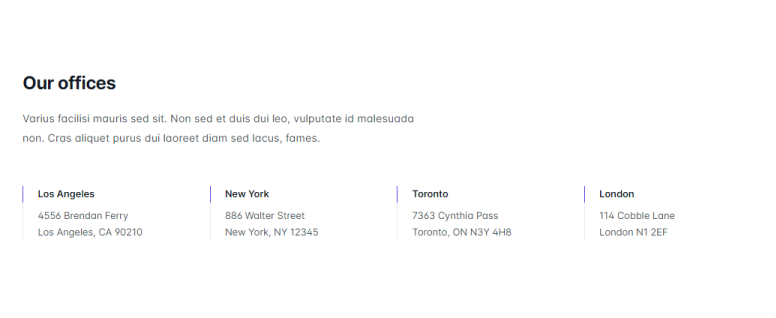 Our offices
Varius facilisi mauris sed sit. Non sed et duis dui leo, vulputate id malesuada
non. Cras aliquet purus dui laoreet diam sed lacus, fames.
Los Angeles
4556 Brendan Ferry
Los Angeles, CA 90210
New York
886 Walter Street
New York, NY 12345
Toronto
7363 Cynthia Pass
Toronto, ON N3Y 4H8
London
114 Cobble Lane
London N1 2EF